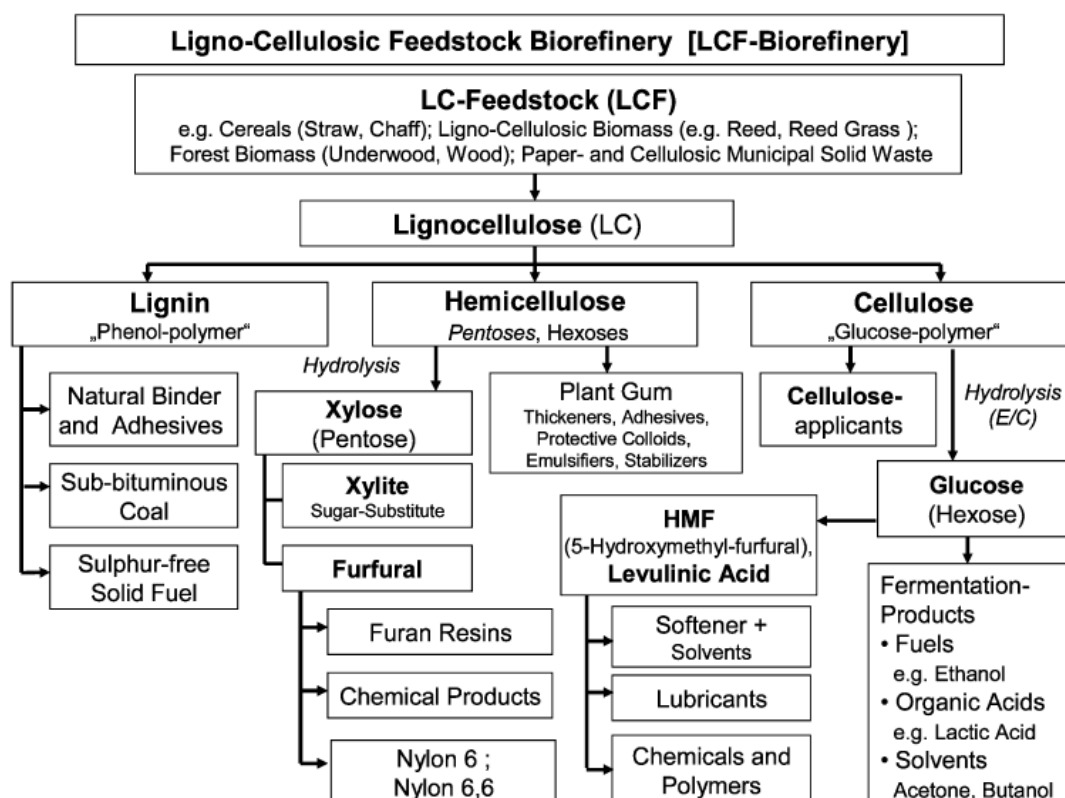 Ligno-Cellulosic Feedstock Biorefinery [LCF-Biorefinery]
LC-Feedstock (LCF)
e.g. Cereals (Straw, Chaff); Ligno-Cellulosic Biomass (e.g. Reed, Reed Grass );
Forest Biomass (Underwood, Wood); Paper- and Cellulosic Municipal Solid Waste
Lignocellulose (LC)
Lignin
„Phenol-polymer“
Hemicellulose
Pentoses, Hexoses
Cellulose
„Glucose-polymer“
Natural Binder
and Adhesives
Sub-bituminous
Coal
Sulphur-free
Solid Fuel
Hydrolysis
Xylose
(Pentose)
Xylite
Sugar-Substitute
Furfural
Furan Resins
Chemical Products
Nylon 6 ;
Nylon 6,6
Plant Gum
Thickeners, Adhesives,
Protective Colloids,
Emulsifiers, Stabilizers
Cellulose-
applicants
Hydrolysis
(E/C)
Glucose
(Hexose)
HMF
(5-Hydroxymethyl-furfural),
Levulinic Acid
Softener +
Solvents
Lubricants
Chemicals and
Polymers
Fermentation-
Products
• Fuels
e.g. Ethanol
• Organic Acids
e.g. Lactic Acid
• Solvents
Acetone, Butanol